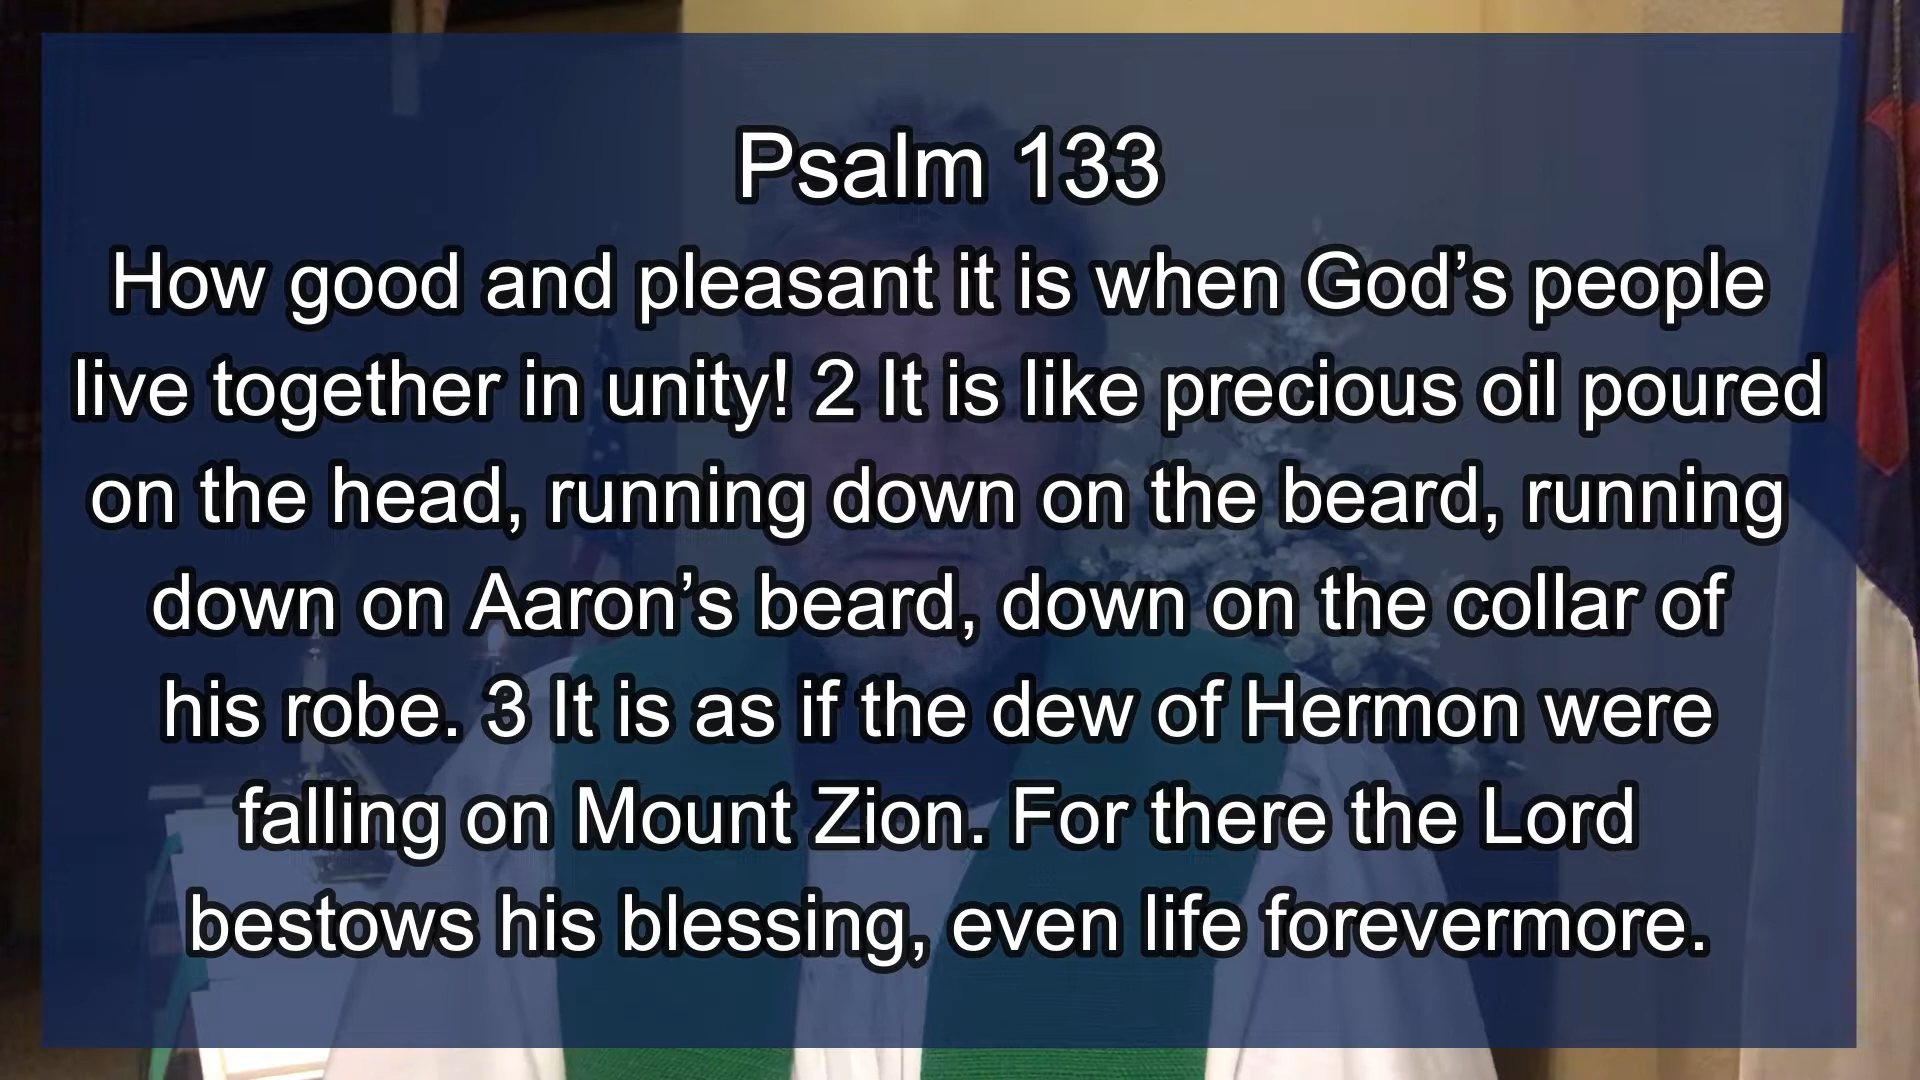 Psalm 133
How good and pleasant it is when God’s people
live together in unity! 2 It is like precious oil poured
on the head, running down on the beard, running
down on Aaron’s beard, down on the collar of
his robe. 3 It is as if the dew of Hermon were
falling on Mount Zion. For there the Lord
bestows his blessing, even life forevermore.